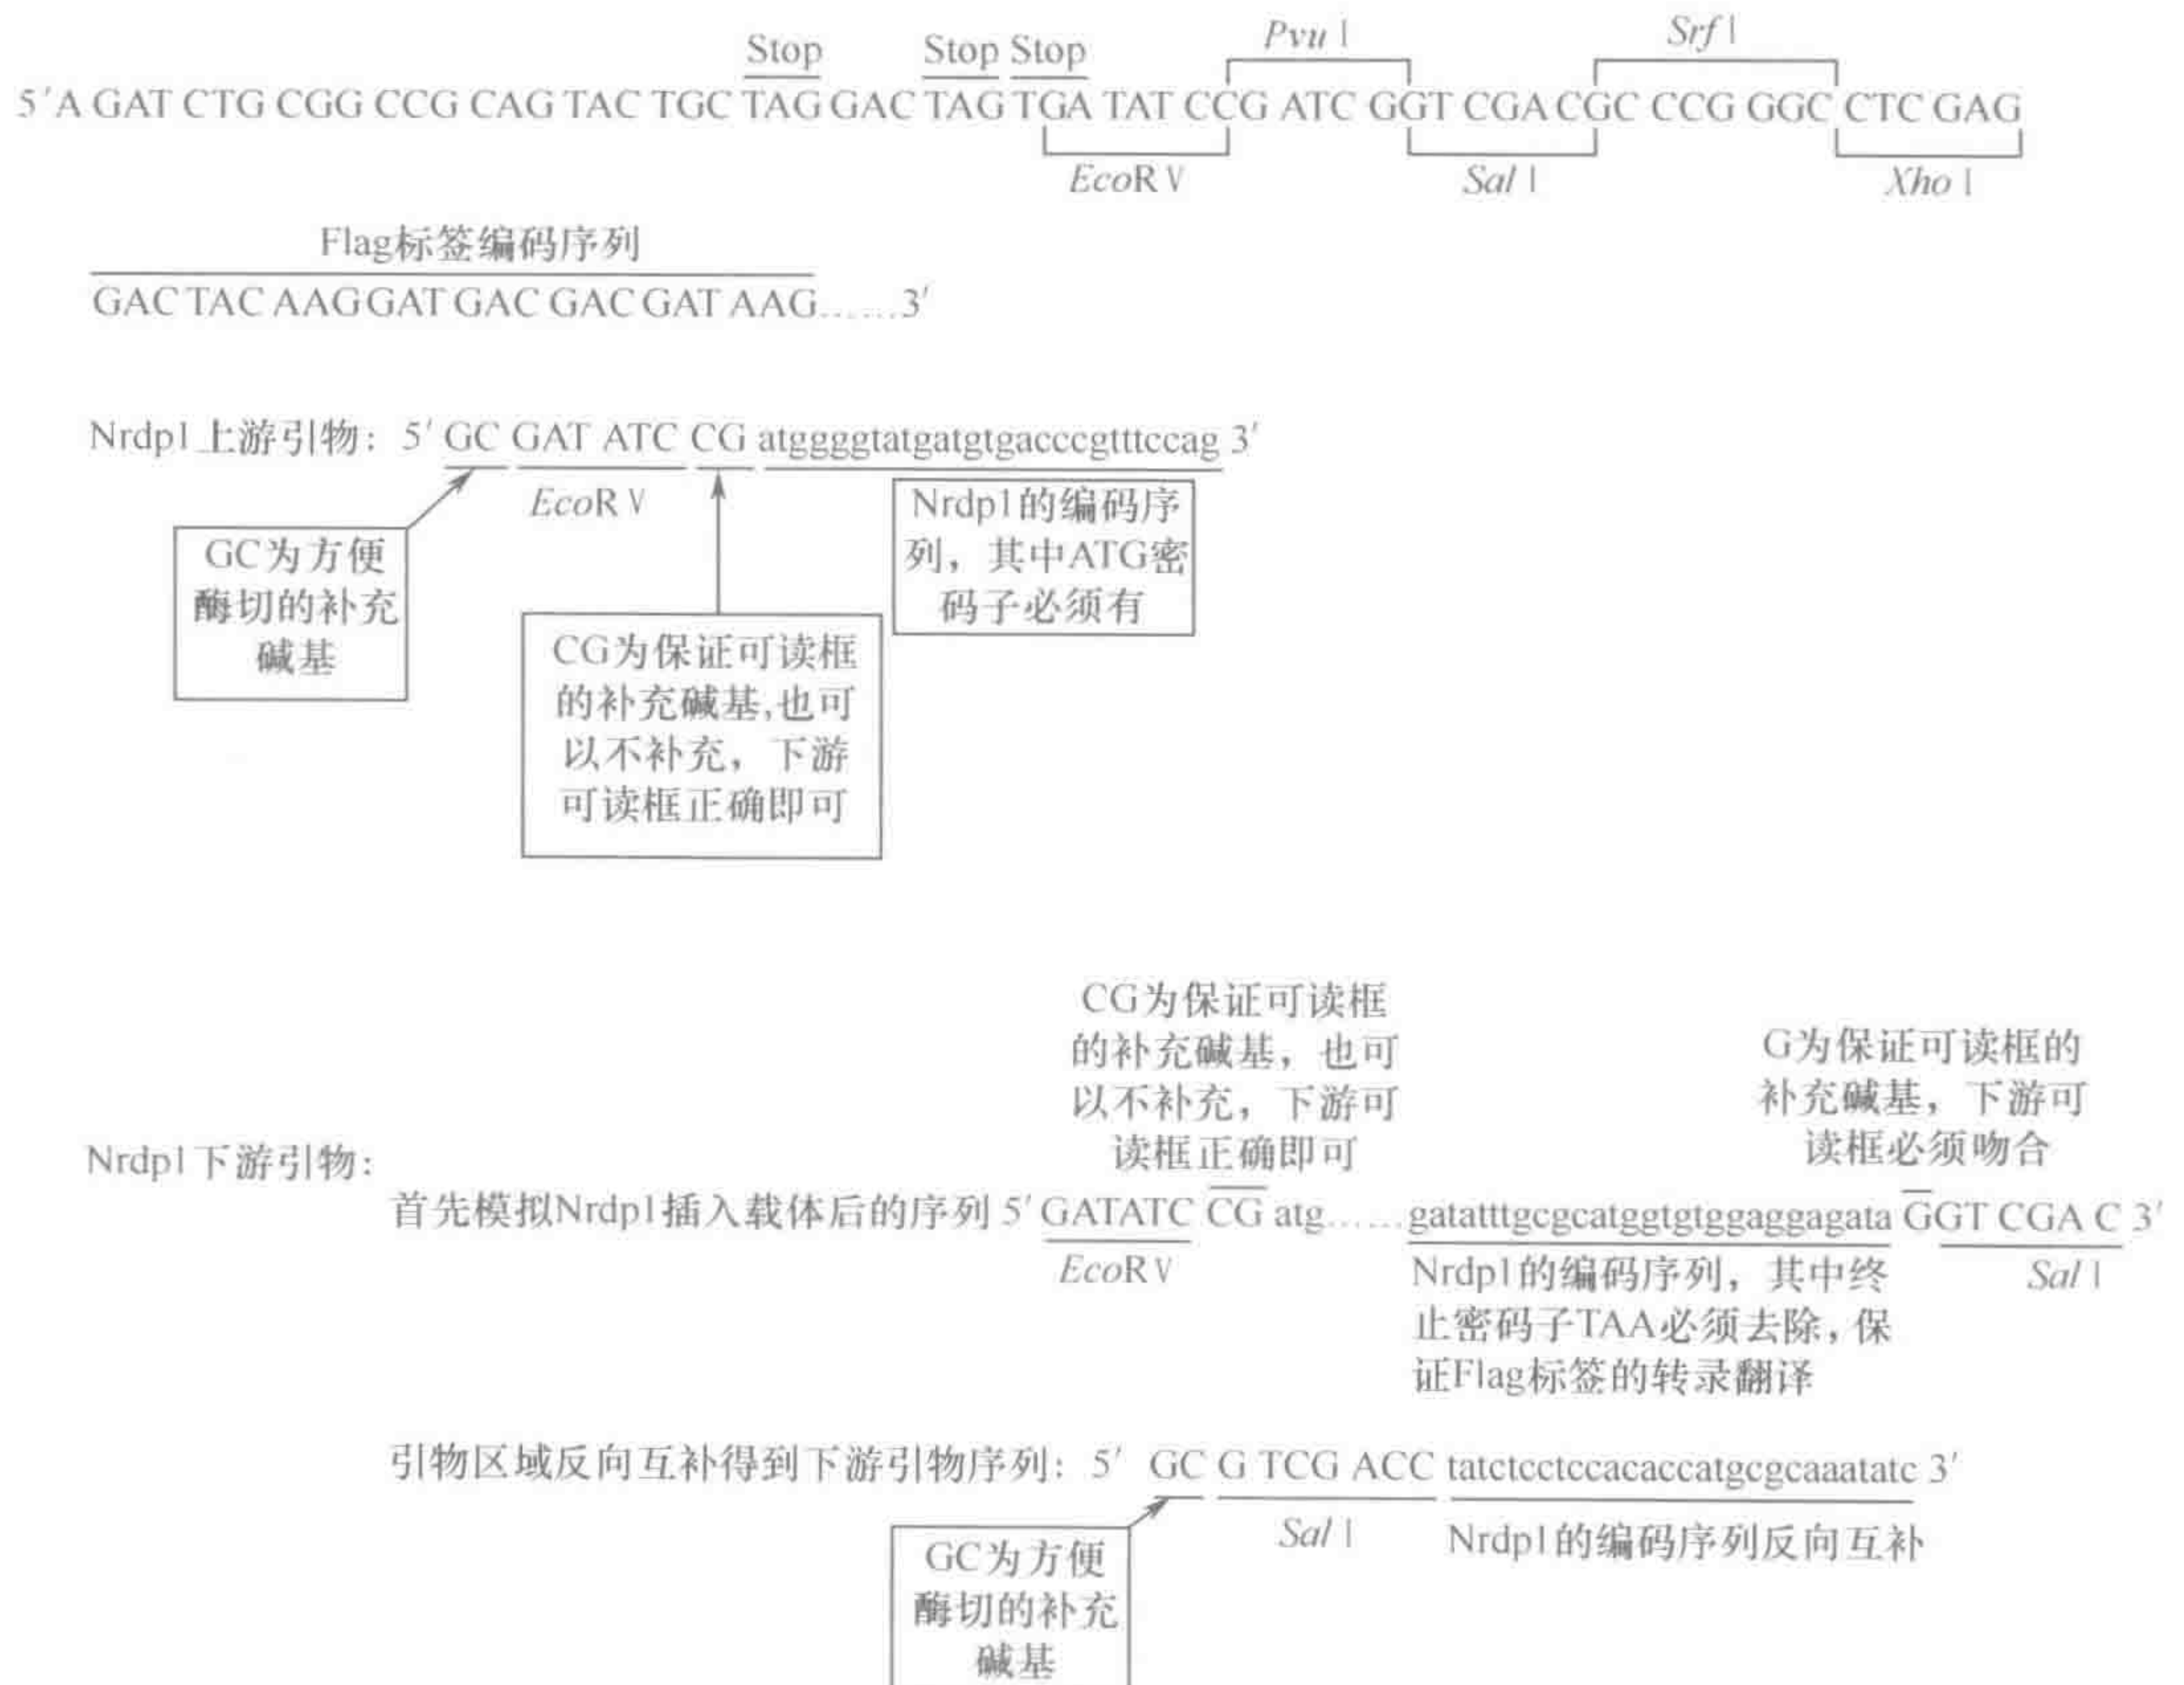 Stop Stop Stop Pvu Ⅰ Srf Ⅰ
5′A GAT CTG CGG CCG CAG TAC TGC TAG GAC TAG TGA TAT CCG ATC GGT CGA CGC CCG GGC CTC GAG
EcoR Ⅴ Sal Ⅰ Xho Ⅰ
Flag标签编码序列
GAC TAC AAG GAT GAC GAC GAT AAG……3′
Nrdp1上游引物：5′ GC GAT ATC CG atggggtatgatgtgacccgtttccag 3′
EcoR Ⅴ
GC为方便
酶切的补充
碱基
CG为保证可读框
的补充碱基,也可
以不补充，下游
可读框正确即可
Nrdp1的编码序
列，其中ATG密
码子必须有
CG为保证可读框
的补充碱基，也可
以不补充，下游可
读框正确即可
G为保证可读框的
补充碱基，下游可
读框必须吻合
Nrdp1下游引物：
首先模拟Nrdp1插入载体后的序列 5′ GATATC CG atg……gatatttgcgcatggtgtggaggagata GGT CGA C 3′
EcoR Ⅴ
Nrdp1的编码序列，其中终
止密码子TAA必须去除，保
证Flag标签的转录翻译
Sal Ⅰ
引物区域反向互补得到下游引物序列：5′ GC G TCG ACC tatctcctccacaccatgcgcaaatatc 3′
Sal Ⅰ
Nrdp1的编码序列反向互补
GC为方便
酶切的补充
碱基